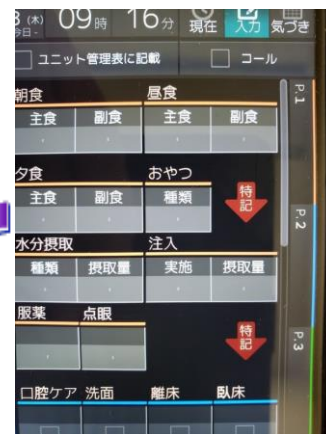 3 (木) 09時 16分 現在 入力 気づき
今日-
ユニット管理表に記載 コール
朝食 昼食
主食 副食 主食 副食
P.1
夕食 おやつ
主食 副食 種類
特記
P.2
水分摂取 注入
種類 摂取量 実施 摂取量
服薬 点眼
特記
P.3
口腔ケア 洗面 離床 臥床